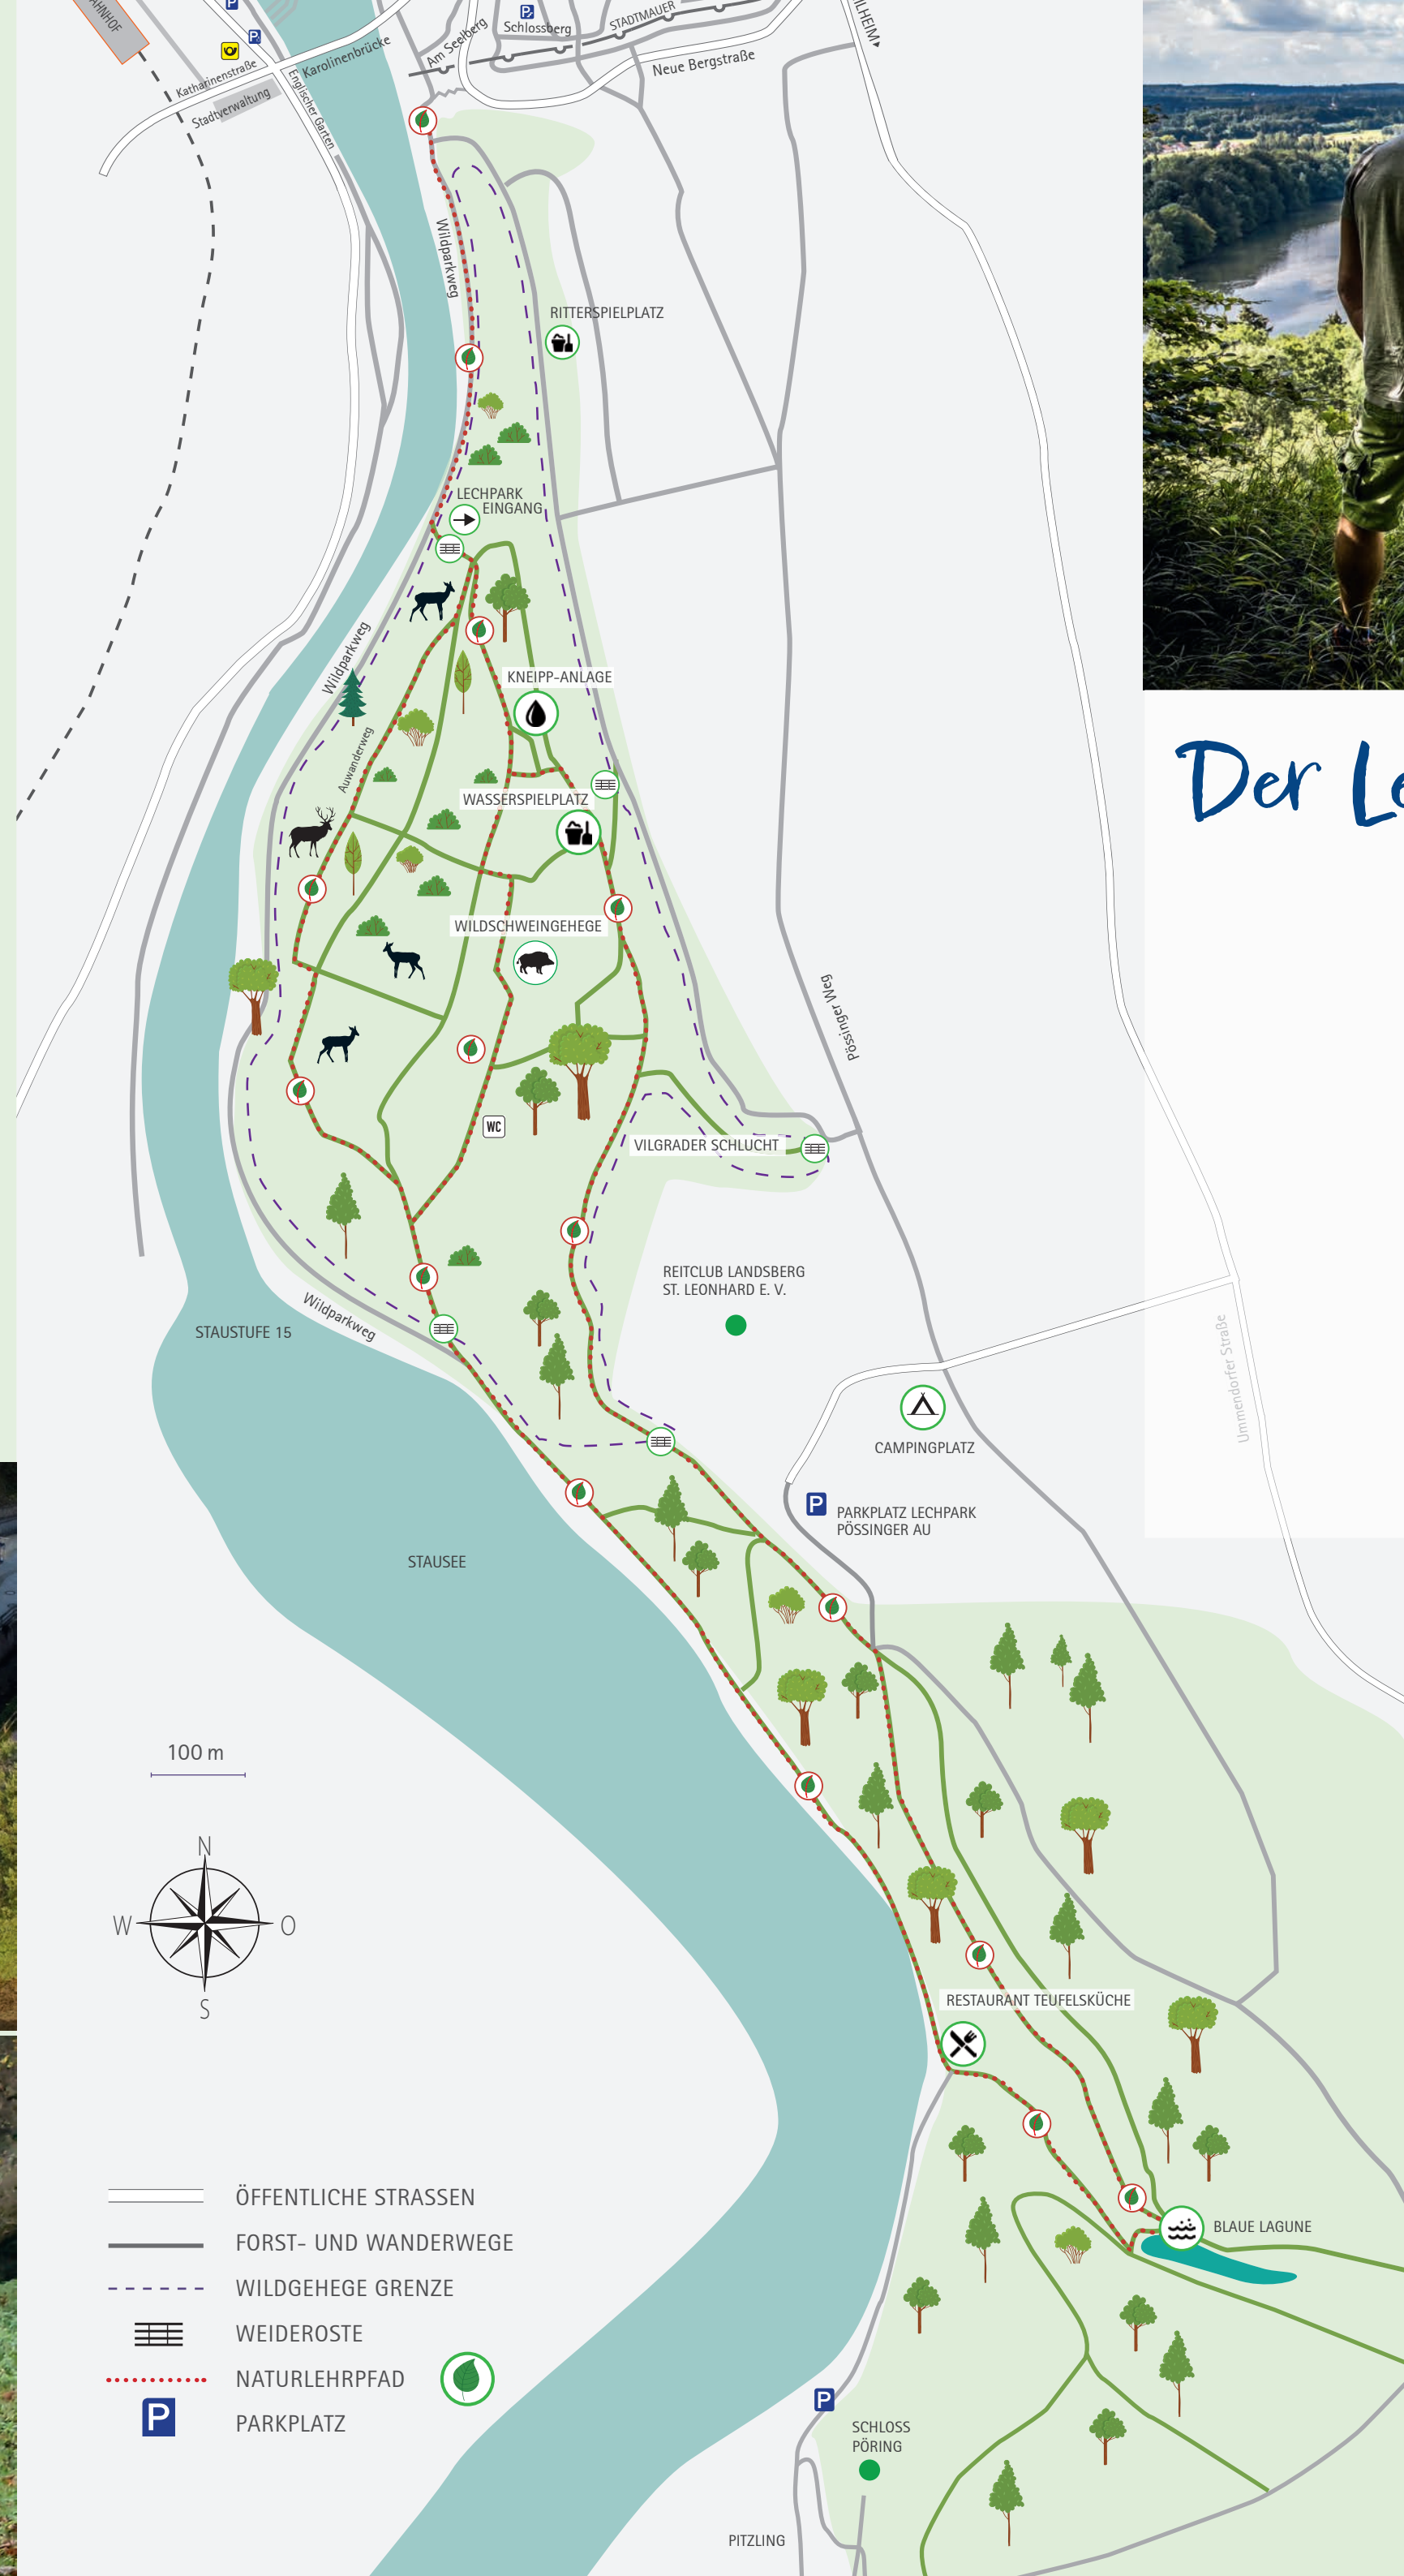 P
P
P
AHNHOF
Katharinenstraße
Stadtverwaltung
Englischer Garten
Karolinenbrücke
Am Seelberg
Schlossberg
STADTMAUER
Neue Bergstraße
ILHEIM
Wildparkweg
RITTERSPIELPLATZ
LECHPARK
EINGANG
Wildparkweg
KNEIPP-ANLAGE
Auwanderweg
WASSERSPIELPLATZ
Der Le
WILDSCHWEINGEHEGE
Pössinger Weg
WC
VILGRADER SCHLUCHT
REITCLUB LANDSBERG
ST. LEONHARD E. V.
Wildparkweg
STAUSTUFE 15
Ummendorfer Straße
CAMPINGPLATZ
P
PARKPLATZ LECHPARK
PÖSSINGER AU
STAUSEE
100 m
N
W
O
S
RESTAURANT TEUFELSKÜCHE
BLAUE LAGUNE
ÖFFENTLICHE STRASSEN
FORST- UND WANDERWEGE
WILDGEHEGE GRENZE
WEIDEROSTE
NATURLEHRPFAD
P
PARKPLATZ
P
SCHLOSS
PÖRING
PITZLING